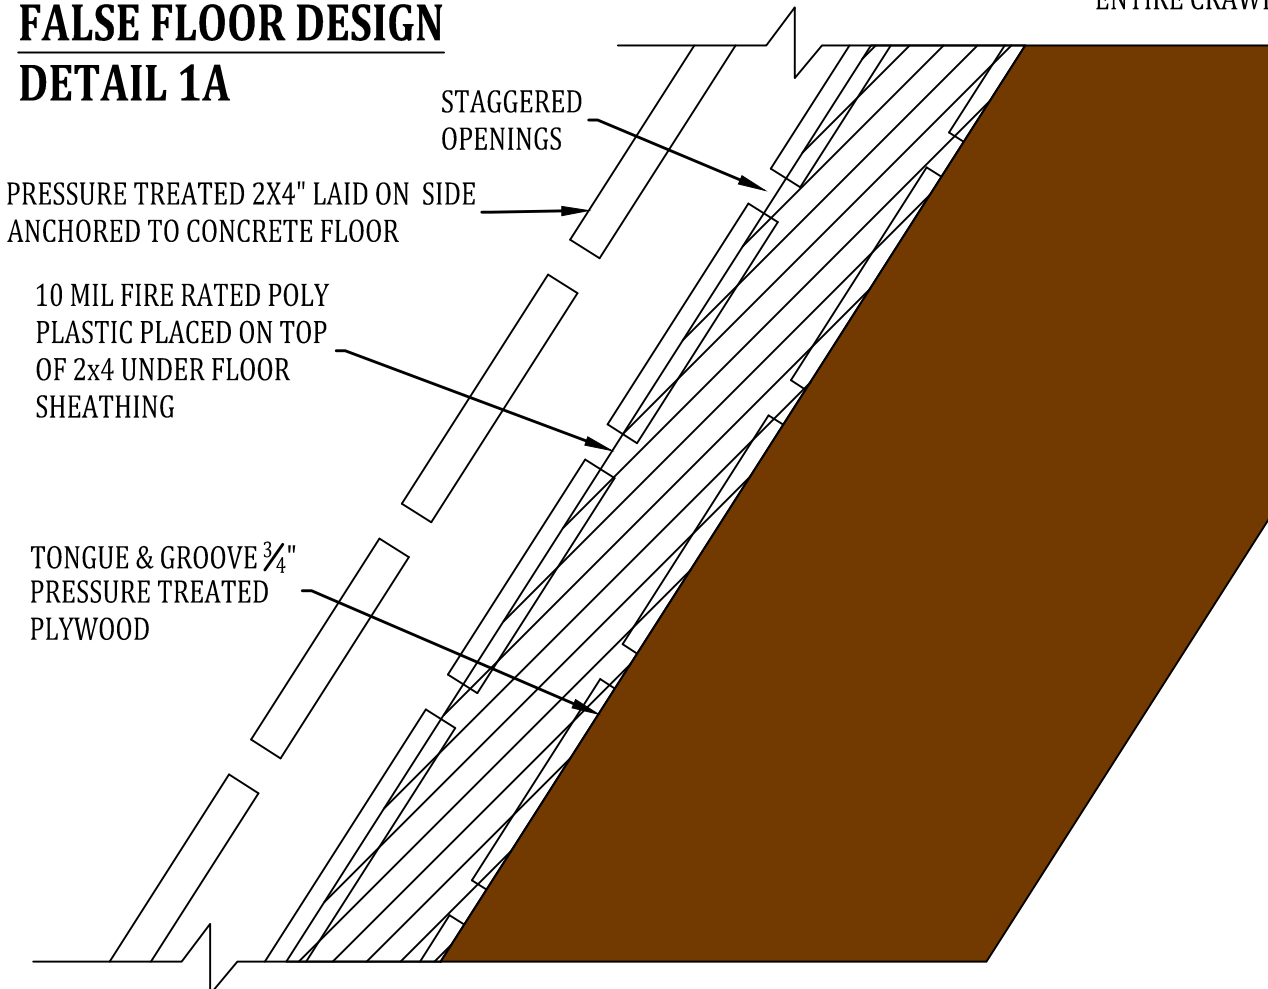 FALSE FLOOR DESIGN
DETAIL 1A
STAGGERED
OPENINGS
PRESSURE TREATED 2X4" LAID ON SIDE
ANCHORED TO CONCRETE FLOOR
10 MIL FIRE RATED POLY
PLASTIC PLACED ON TOP
OF 2x4 UNDER FLOOR
SHEATHING
TONGUE & GROOVE ¾"
PRESSURE TREATED
PLYWOOD
ENTIRE